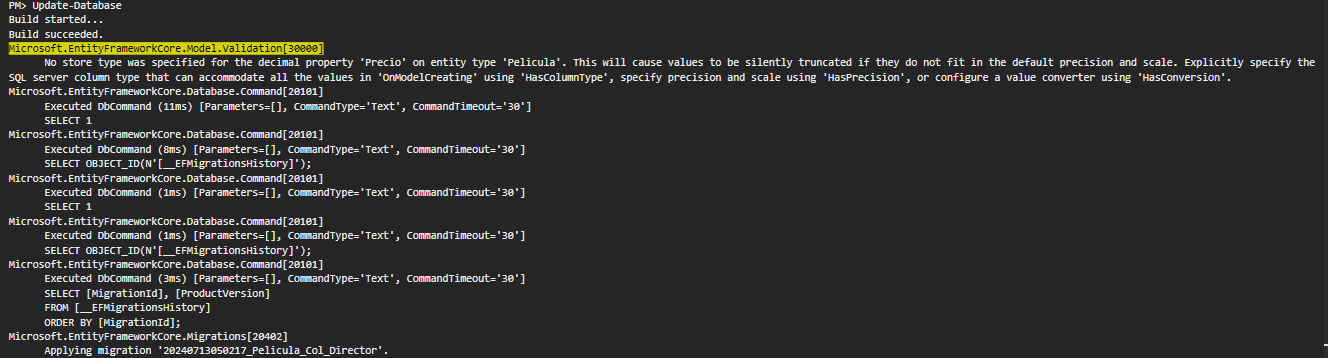 PM> Update-Database
Build started...
Build succeeded.
Microsoft.EntityFrameworkCore.Model.Validation[30000]
No store type was specified for the decimal property 'Precio' on entity type 'Pelicula'. This will cause values to be silently truncated if they do not fit in the default precision and scale. Explicitly specify the
SQL server column type that can accommodate all the values in 'OnModelCreating' using 'HasColumnType', specify precision and scale using 'HasPrecision', or configure a value converter using 'HasConversion'.
Microsoft.EntityFrameworkCore.Database.Command[20101]
Executed DbCommand (11ms) [Parameters=[], CommandType='Text', CommandTimeout='30']
SELECT 1
Microsoft.EntityFrameworkCore.Database.Command[20101]
Executed DbCommand (8ms) [Parameters=[], CommandType='Text', CommandTimeout='30']
SELECT OBJECT_ID(N'[__EFMigrationsHistory]');
Microsoft.EntityFrameworkCore.Database.Command[20101]
Executed DbCommand (1ms) [Parameters=[], CommandType='Text', CommandTimeout='30']
SELECT 1
Microsoft.EntityFrameworkCore.Database.Command[20101]
Executed DbCommand (1ms) [Parameters=[], CommandType='Text', CommandTimeout='30']
SELECT OBJECT_ID(N'[__EFMigrationsHistory]');
Microsoft.EntityFrameworkCore.Database.Command[20101]
Executed DbCommand (3ms) [Parameters=[], CommandType='Text', CommandTimeout='30']
SELECT [MigrationId], [ProductVersion]
FROM [__EFMigrationsHistory]
ORDER BY [MigrationId];
Microsoft.EntityFrameworkCore.Migrations[20402]
Applying migration '20240713050217_Pelicula_Col_Director'.